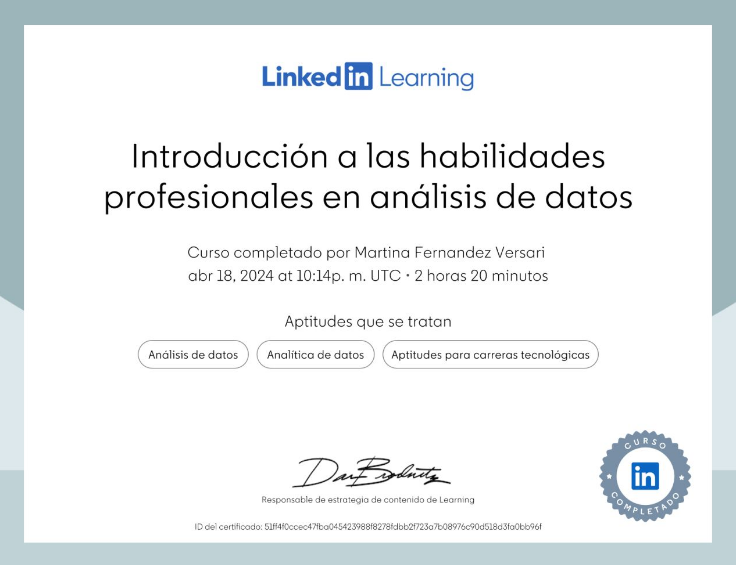 Linked in Learning
Introducción a las habilidades
profesionales en análisis de datos
Curso completado por Martina Fernandez Versari
abr 18, 2024 at 10:14p. m. UTC • 2 horas 20 minutos
Aptitudes que se tratan
Análisis de datos Analítica de datos Aptitudes para carreras tecnológicas
Responsable de estrategia de contenido de Learning
CURSO
in
COMPLETADO
ID del certificado: 51ff4f0ccec47fba045423988f8278fdbb2f723a7b08976c90d518d3fa0bb96f